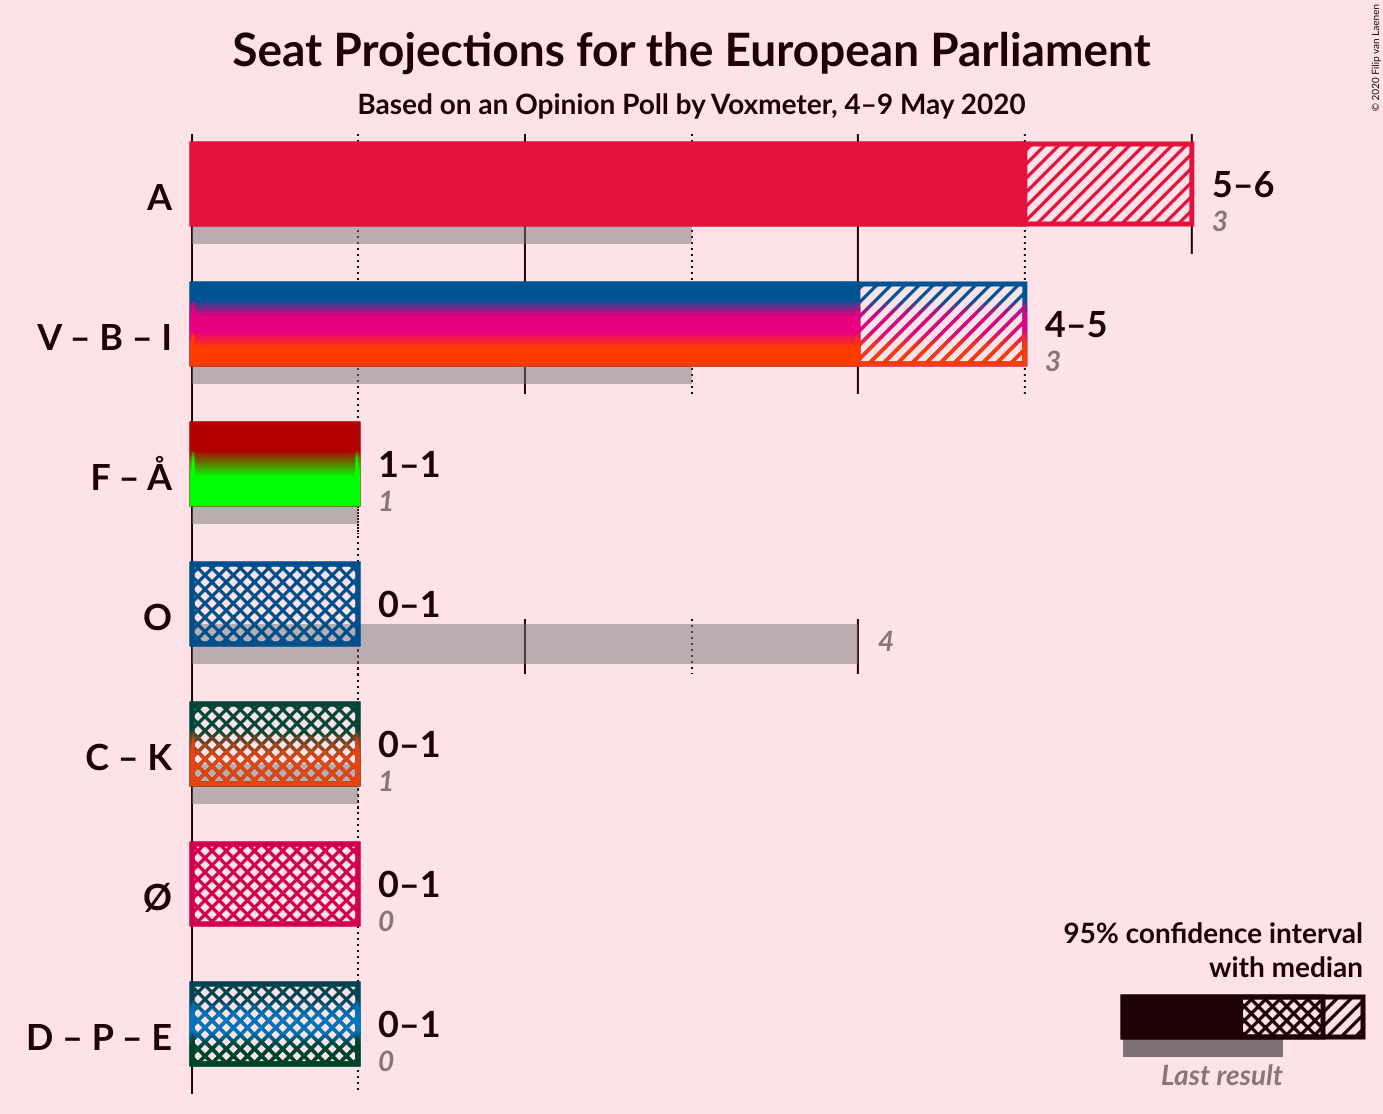 Seat Projections for the European Parliament
Based on an Opinion Poll by Voxmeter, 4–9 May 2020
© 2020 Filip van Laenen
A
5–6
3
V – B – I
4–5
3
F – Å
1–1
1
O
0–1
4
C – K
0–1
1
Ø
0–1
0
D – P – E
0–1
0
95% confidence interval
with median
Last result